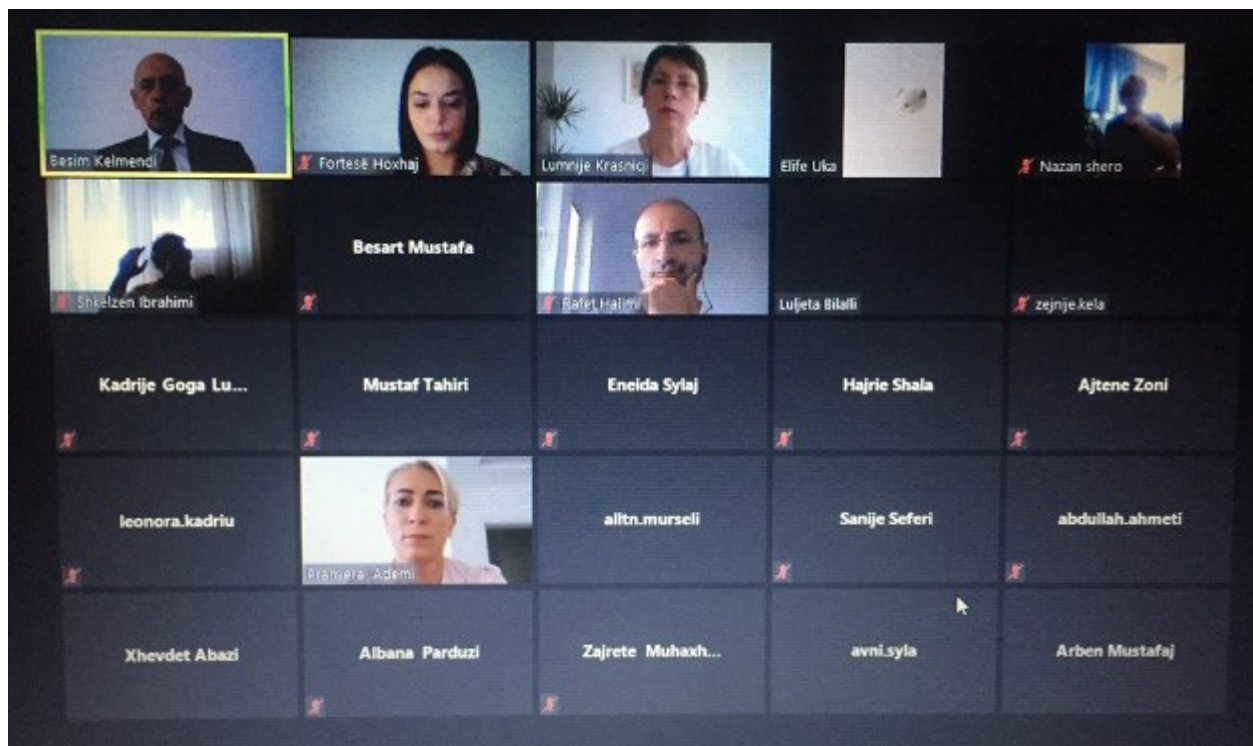 Besim Kelmendi
Fortesë Hoxhaj
Lumnije Krasniqi
Elife Uka
Nazan shero
Shkelzen Ibrahimi
Besart Mustafa
Rafet Halimi
Luljeta Bilalli
zejnije.kela
Kadrije Goga Lu...
Mustaf Tahiri
Eneida Sylaj
Hajrie Shala
Ajtene Zoni
leonora.kadriu
Pranvera Ademi
alltn.murseli
Sanije Seferi
abdullah.ahmeti
Xhevdet Abazi
Albana Parduzi
Zajrete Muhaxh...
avni.syla
Arben Mustafaj